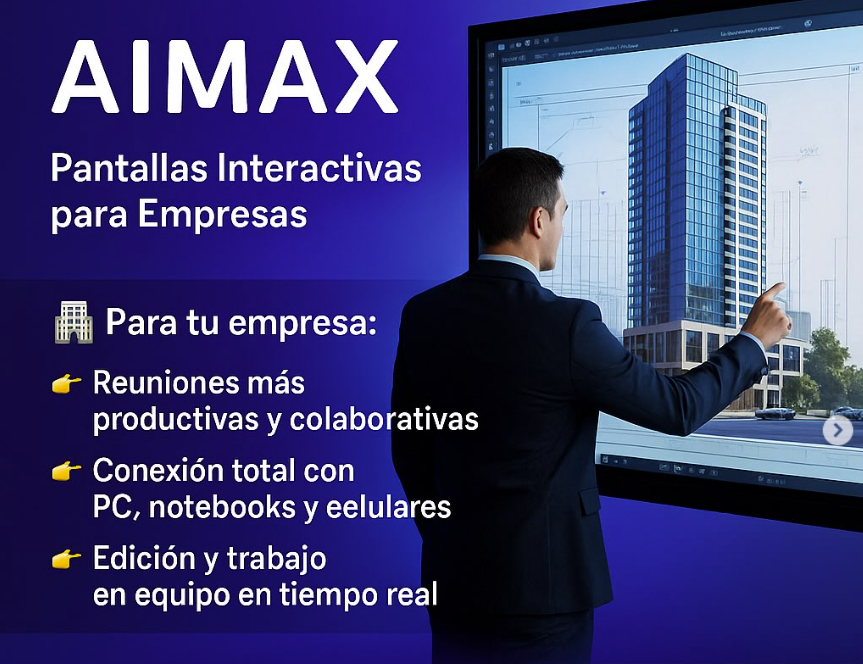 AIMAX
Pantallas Interactivas
para Empresas
Para tu empresa:
Reuniones más
productivas y colaborativas
Conexión total con
PC, notebooks y eelulares
Edición y trabajo
en equipo en tiempo real